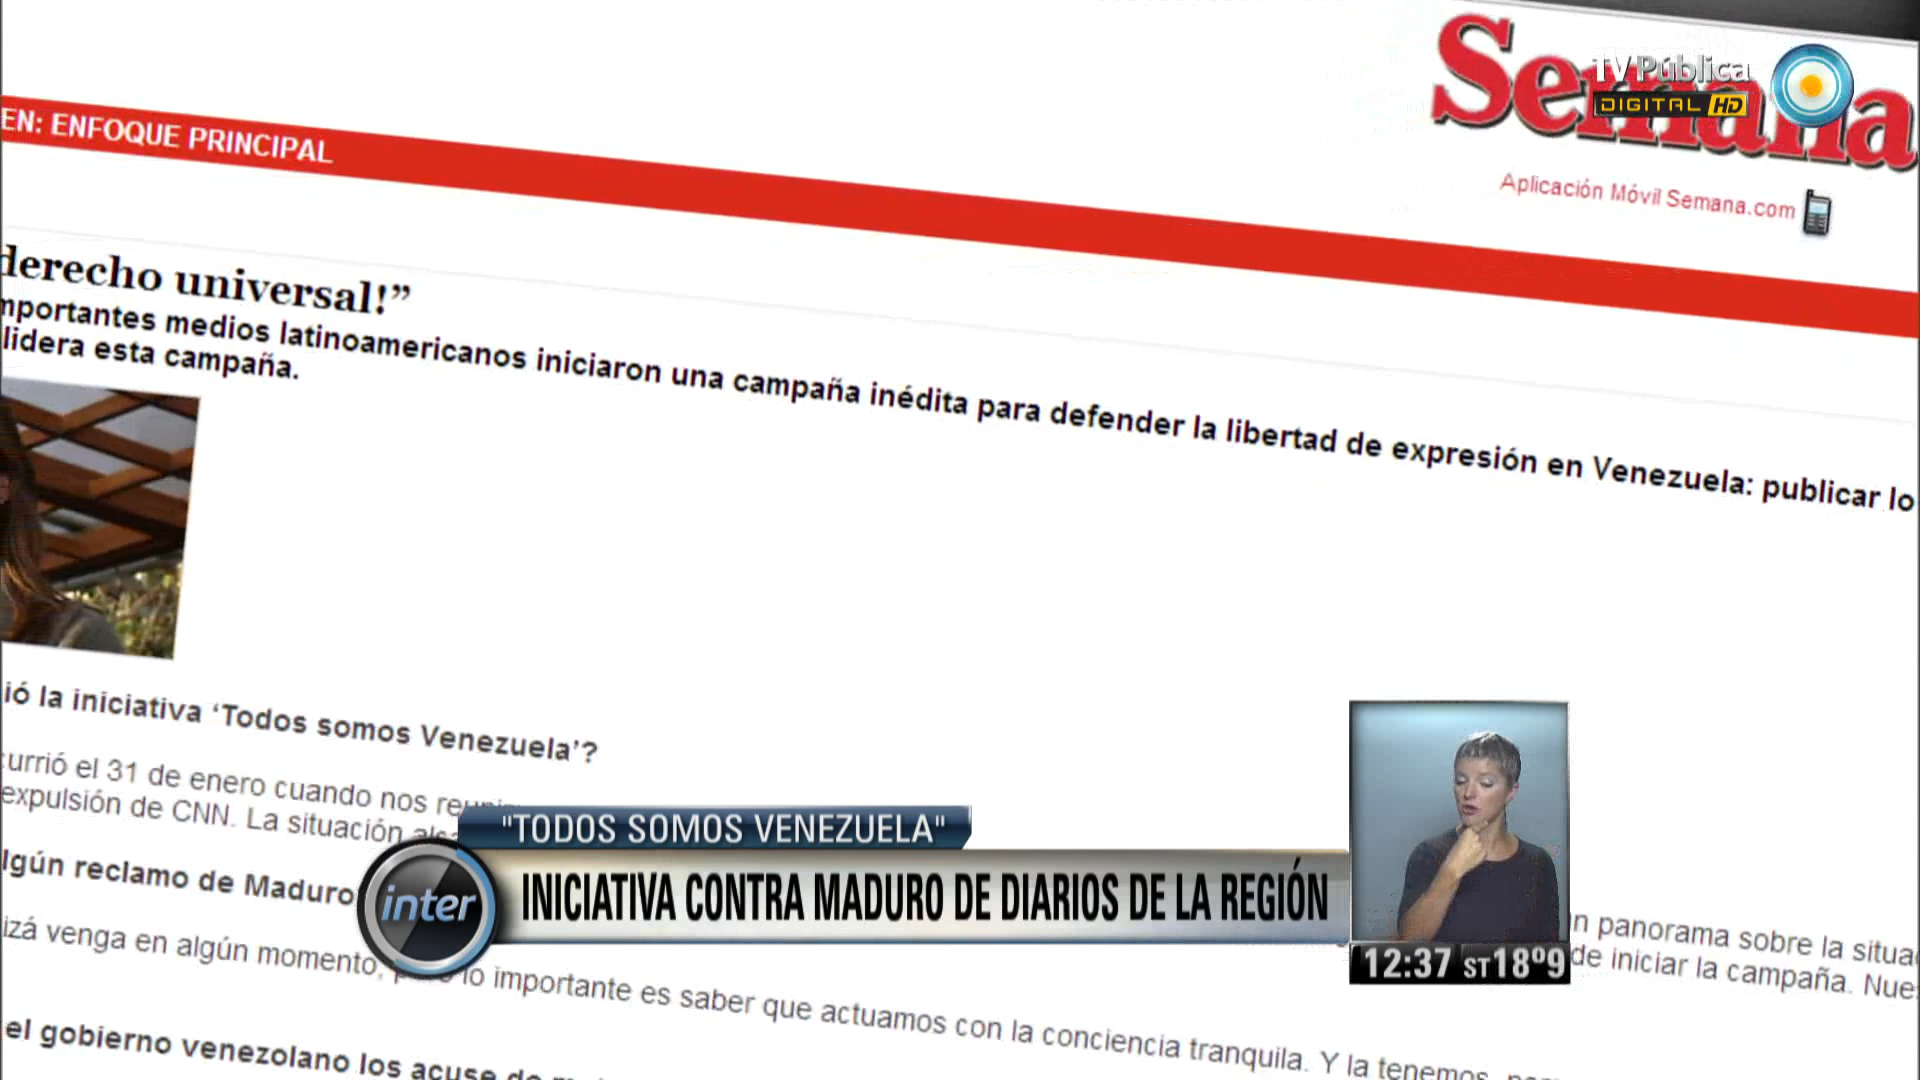 Semana
TV Pública
DIGITAL HD
EN: ENFOQUE PRINCIPAL
Aplicación Móvil Semana.com
derecho universal!”
mportantes medios latinoamericanos iniciaron una campaña inédita para defender la libertad de expresión en Venezuela: publicar lo
lidera esta campaña.
ió la iniciativa ‘Todos somos Venezuela’?
currió el 31 de enero cuando nos
expulsión de CNN. La situación
"TODOS SOMOS VENEZUELA"
lgún reclamo de Maduro
inter
INICIATIVA CONTRA MADURO DE DIARIOS DE LA REGIÓN
n panorama sobre la situa
izá venga en algún momento, lo importante es saber que actuamos con la conciencia tranquila. Y la tenemos,
de iniciar la campaña. Nue
12:37 ST 18º9
el gobierno venezolano los acuse de